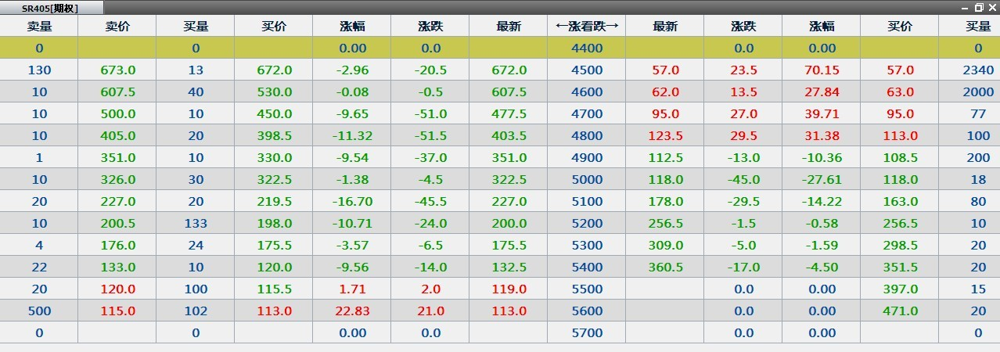 SR405[期权]
卖量 卖价 买量 买价 涨幅 涨跌 最新 ←涨看跌→ 最新 涨跌 涨幅 买价 买量
0 0 0.00 0.0 4400 0.0 0.00 0
130 673.0 13 672.0 -2.96 -20.5 672.0 4500 57.0 23.5 70.15 57.0 2340
10 607.5 40 530.0 -0.08 -0.5 607.5 4600 62.0 13.5 27.84 63.0 2000
10 500.0 10 450.0 -9.65 -51.0 477.5 4700 95.0 27.0 39.71 95.0 77
10 405.0 20 398.5 -11.32 -51.5 403.5 4800 123.5 29.5 31.38 113.0 100
1 351.0 10 330.0 -9.54 -37.0 351.0 4900 112.5 -13.0 -10.36 108.5 200
10 326.0 30 322.5 -1.38 -4.5 322.5 5000 118.0 -45.0 -27.61 118.0 18
20 227.0 20 219.5 -16.70 -45.5 227.0 5100 178.0 -29.5 -14.22 163.0 80
10 200.5 133 198.0 -10.71 -24.0 200.0 5200 256.5 -1.5 -0.58 256.5 10
4 176.0 24 175.5 -3.57 -6.5 175.5 5300 309.0 -5.0 -1.59 298.5 20
22 133.0 10 120.0 -9.56 -14.0 132.5 5400 360.5 -17.0 -4.50 351.5 20
20 120.0 100 115.5 1.71 2.0 119.0 5500 0.0 0.00 397.0 15
500 115.0 102 113.0 22.83 21.0 113.0 5600 0.0 0.00 471.0 20
0 0 0.00 0.0 5700 0.0 0.00 0